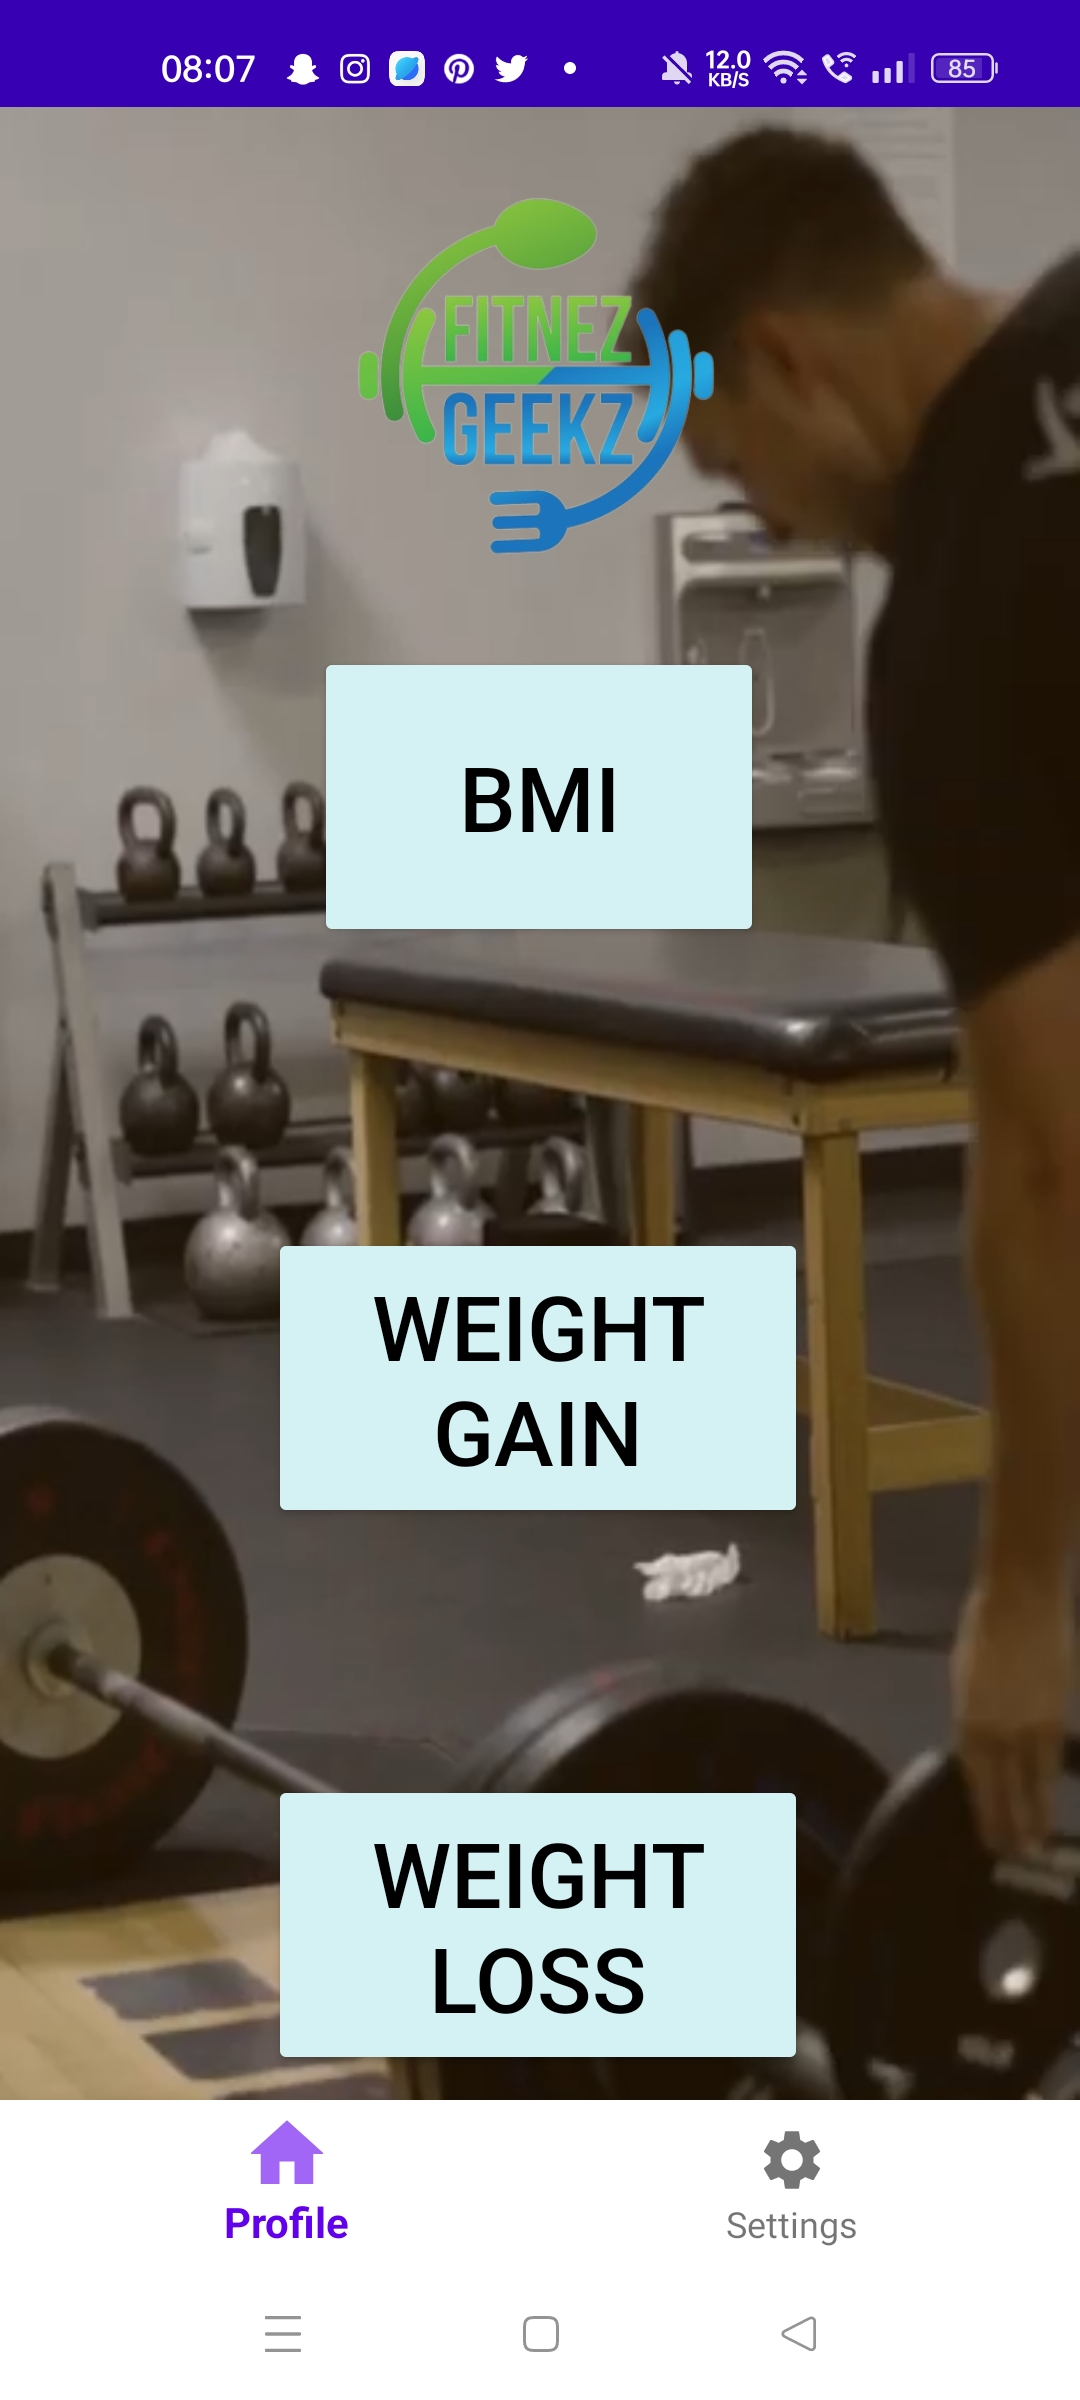 08:07 12.0 KB/S 85
FITNEZ
GEEKZ
BMI
WEIGHT
GAIN
WEIGHT
LOSS
Profile Settings